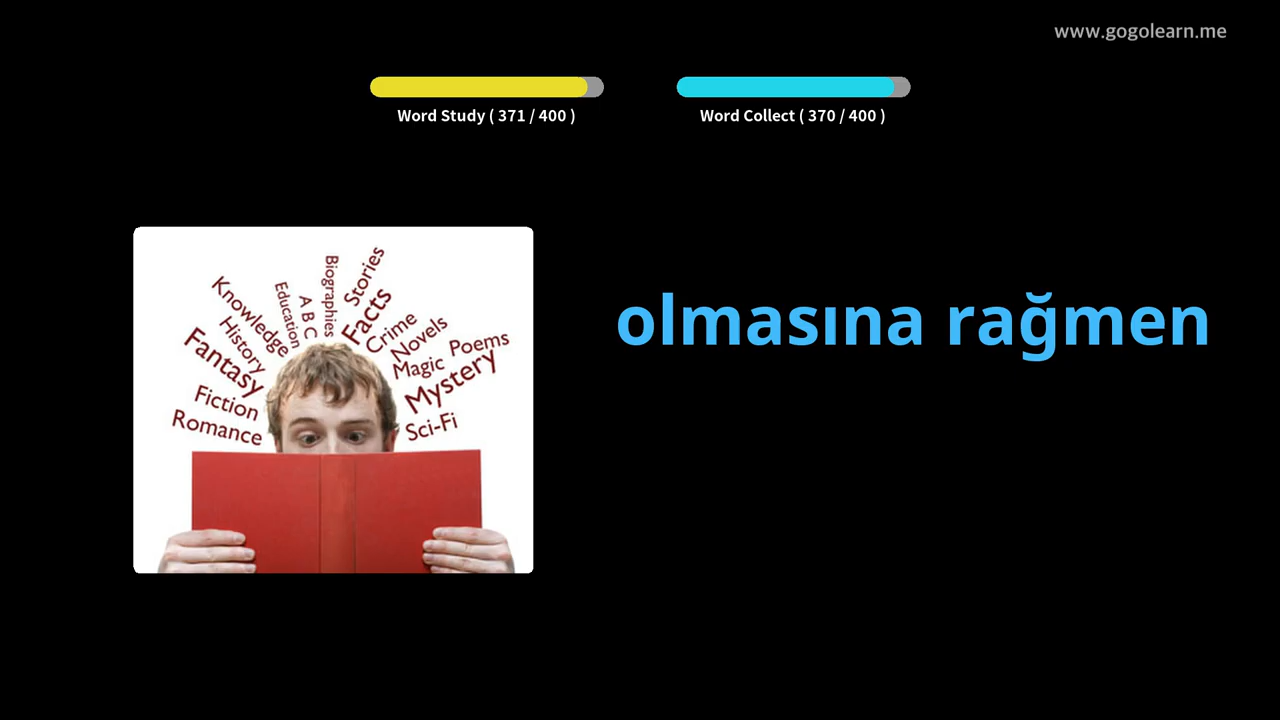 www.gogolearn.me
Word Study ( 371 / 400 )
Word Collect ( 370 / 400 )
olmasına rağmen
Knowledge
History
Fantasy
Fiction
Romance
Education
A B C
Biographies
Stories
Facts
Crime
Novels
Magic
Poems
Mystery
Sci-Fi